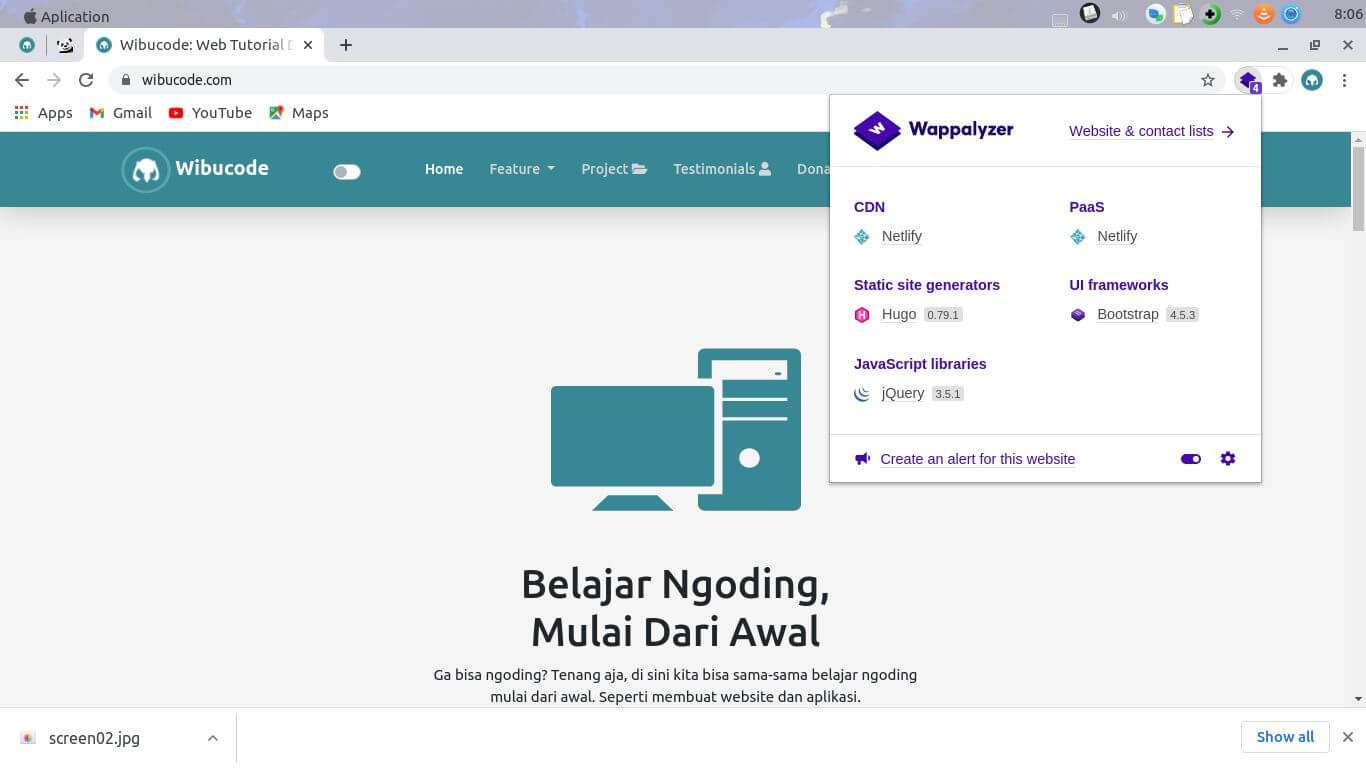 Aplication
8:06
Wibucode: Web Tutorial D
wibucode.com
4
Apps
Gmail
YouTube
Maps
Wibucode
Home
Feature
Project
Testimonials
Dona
W
Wappalyzer
Website & contact lists
CDN
Netlify
PaaS
Netlify
Static site generators
Hugo 0.79.1
UI frameworks
Bootstrap 4.5.3
JavaScript libraries
jQuery 3.5.1
Create an alert for this website
Belajar Ngoding,
Mulai Dari Awal
Ga bisa ngoding? Tenang aja, di sini kita bisa sama-sama belajar ngoding
mulai dari awal. Seperti membuat website dan aplikasi.
screen02.jpg
Show all